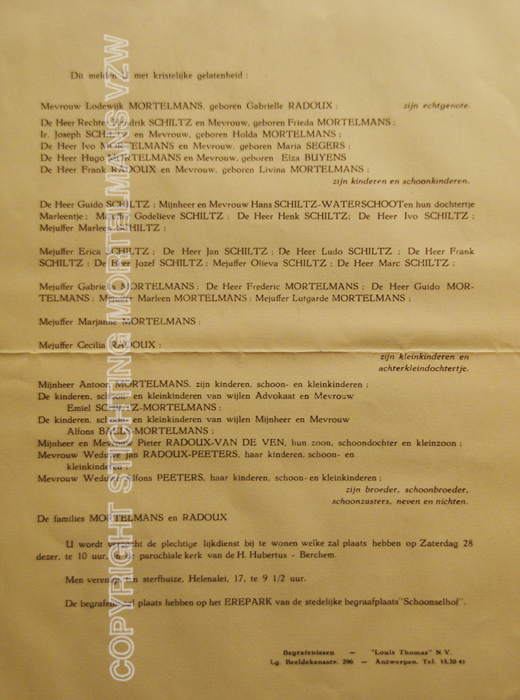 Dit melden U met kristelijke gelatenheid :
Mevrouw Lodewijk MORTELMANS, geboren Gabrielle RADOUX : zijn echtgenote.
De Heer Rechter Hendrik SCHILTZ en Mevrouw, geboren Frieda MORTELMANS ;
Ir. Joseph SCHILTZ en Mevrouw, geboren Holda MORTELMANS ;
De Heer Ivo MORTELMANS en Mevrouw, geboren Maria SEGERS ;
De Heer Hugo MORTELMANS en Mevrouw, geboren Elza BUYENS
De Heer Frank RADOUX en Mevrouw, geboren Livina MORTELMANS ;
zijn kinderen en schoonkinderen.
De Heer Guido SCHILTZ ; Mijnheer en Mevrouw Hans SCHILTZ-WATERSCHOOT en hun dochtertje
Marleentje ; Mejuffer Godelieve SCHILTZ ; De Heer Henk SCHILTZ; De Heer Ivo SCHILTZ ;
Mejuffer Marleen SCHILTZ ;
Mejuffer Erica SCHILTZ ; De Heer Jan SCHILTZ ; De Heer Ludo SCHILTZ ; De Heer Frank
SCHILTZ ; De Heer Jozef SCHILTZ ; Mejuffer Olieva SCHILTZ ; De Heer Marc SCHILTZ ;
Mejuffer Gabriella MORTELMANS ; De Heer Frederic MORTELMANS ; De Heer Guido MOR-
TELMANS ; Mejuffer Marleen MORTELMANS ; Mejuffer Lutgarde MORTELMANS ;
Mejuffer Marjanne MORTELMANS ;
Mejuffer Cecilia RADOUX ;
zijn kleinkinderen en
achterkleindochtertje.
Mijnheer Antoon MORTELMANS, zijn kinderen, schoon- en kleinkinderen ;
De kinderen, schoon- en kleinkinderen van wijlen Advokaat en Mevrouw
Emiel SCHILTZ-MORTELMANS ;
De kinderen, schoon- en kleinkinderen van wijlen Mijnheer en Mevrouw
Alfons -MORTELMANS ;
Mijnheer en Mevrouw Pieter RADOUX-VAN DE VEN, hun zoon, schoondochter en kleinzoon ;
Mevrouw Weduwe Jan RADOUX-PEETERS, haar kinderen, schoon- en
kleinkinderen ;
Mevrouw Weduwe Alfons PEETERS, haar kinderen, schoon- en kleinkinderen ;
zijn broeder, schoonbroeder,
schoonzusters, neven en nichten.
De families MORTELMANS en RADOUX
U wordt verzocht de plechtige lijkdienst bij te wonen welke zal plaats hebben op Zaterdag 28
dezer, te 10 uur, in de parochiale kerk van de H. Hubertus - Berchem.
Men verenigt ten sterfhuize, Helenalei, 17, te 9 1/2 uur.
De begrafenis zal plaats hebben op het EREPARK van de stedelijke begraafplaats "Schoonselhof".
Begrafenissen — "Louis Thomas" N. V.
Lg. Beeldekensstr. 296 — Antwerpen. Tel. 35.30.41
COPYRIGHT STICHTING MORTELMANS VZW